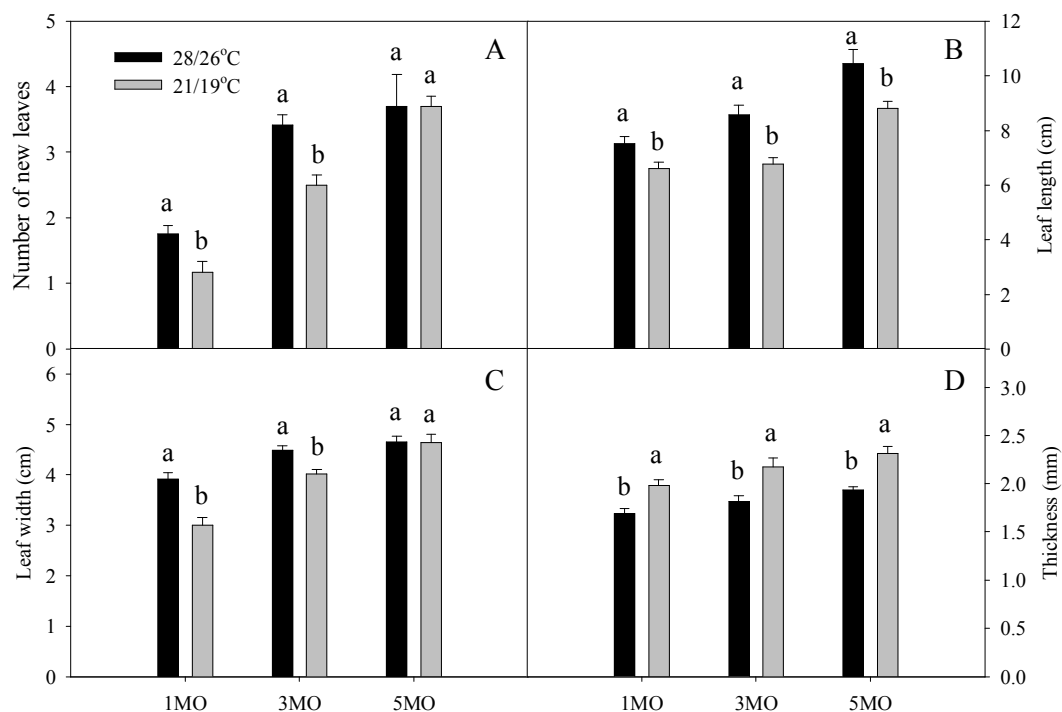 5
4
3
2
1
0
Number of new leaves
28/26°C
21/19°C
A
a
b
a
b
a
a
B
a
b
a
b
a
b
12
10
8
6
4
2
0
Leaf length (cm)
6
5
4
3
2
1
0
Leaf width (cm)
C
a
b
a
b
a
a
1MO
3MO
5MO
D
b
a
b
a
b
a
1MO
3MO
5MO
3.0
2.5
2.0
1.5
1.0
0.5
0.0
Thickness (mm)